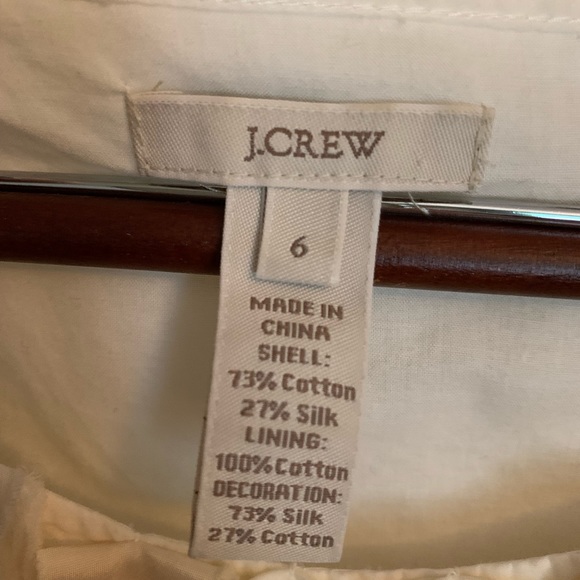 J.CREW
6
MADE IN
CHINA
SHELL:
73% Cotton
27% Silk
LINING:
100% Cotton
DECORATION:
73% Silk
27% Cotton